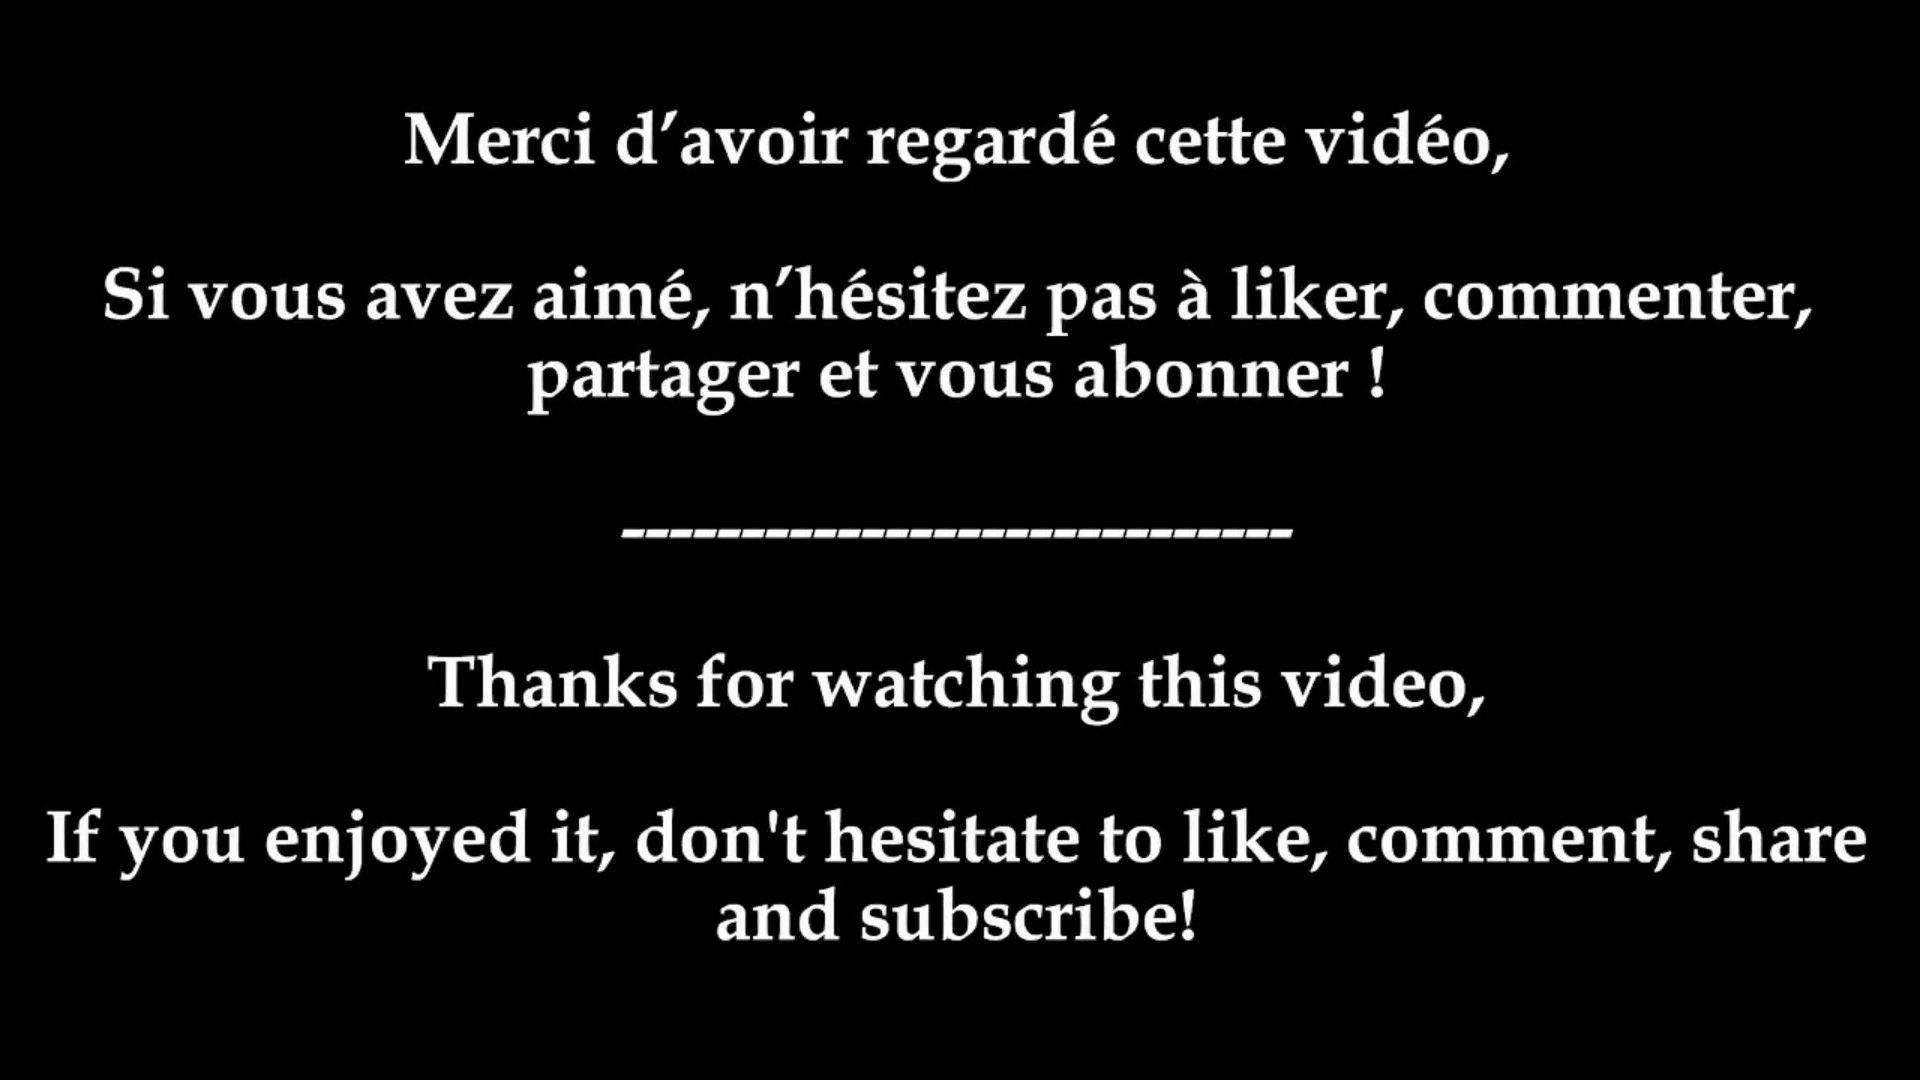 Merci d’avoir regardé cette vidéo,
Si vous avez aimé, n’hésitez pas à liker, commenter,
partager et vous abonner !
----------------------------
Thanks for watching this video,
If you enjoyed it, don't hesitate to like, comment, share
and subscribe!